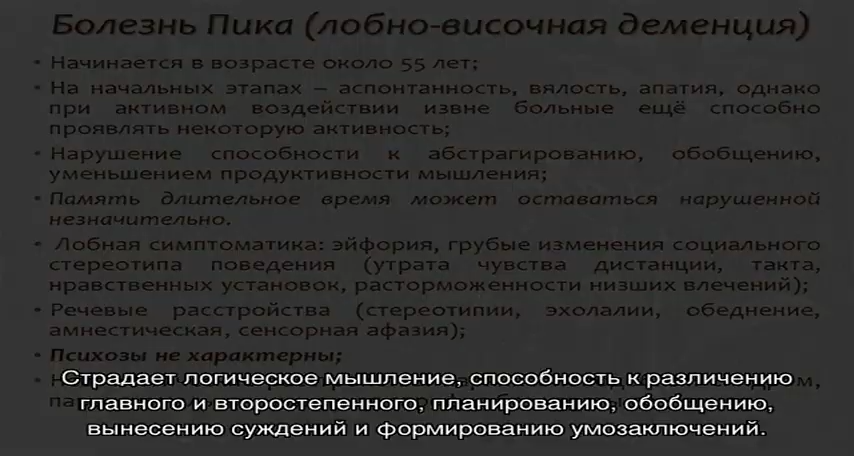 Болезнь Пика (лобно-височная деменция)
• Начинается в возрасте около 55 лет;
• На начальных этапах – аспонтанность, вялость, апатия, однако
при активном воздействии извне больные ещё способно
проявлять некоторую активность;
• Нарушение способности к абстрагированию, обобщению,
уменьшением продуктивности мышления;
• Память длительное время может оставаться нарушенной
незначительно.
• Лобная симптоматика: эйфория, грубые изменения социального
стереотипа поведения (утрата чувства дистанции, такта,
нравственных установок, расторможенности низших влечений);
• Речевые расстройства (стереотипии, эхолалии, обеднение,
амнестическая, сенсорная афазия);
• Психозы не характерны;
Страдает логическое мышление, способность к различению
главного и второстепенного, планированию, обобщению,
вынесению суждений и формированию умозаключений.